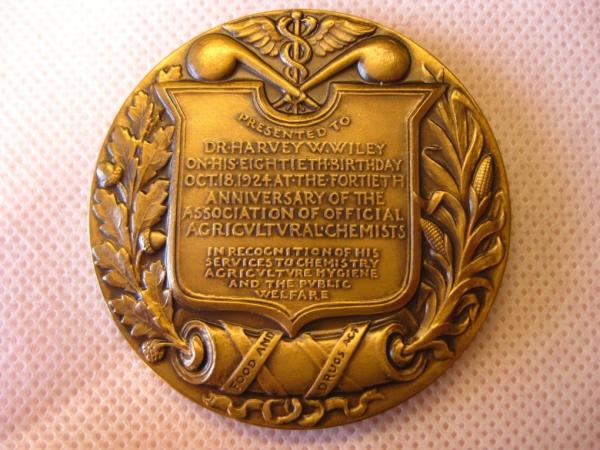 PRESENTED TO
DR·HARVEY·W·WILEY
ON·HIS·EIGHTIETH·BIRTHDAY
OCT.18,1924·AT·THE·FORTIETH
ANNIVERSARY OF THE
ASSOCIATION OF OFFICIAL
AGRICVLTVRAL·CHEMISTS
IN RECOGNITION OF HIS
SERVICES TO CHEMISTRY
AGRICVLTVRE HYGIENE
AND THE PVBLIC
WELFARE
FOOD AND
DRUGS ACT